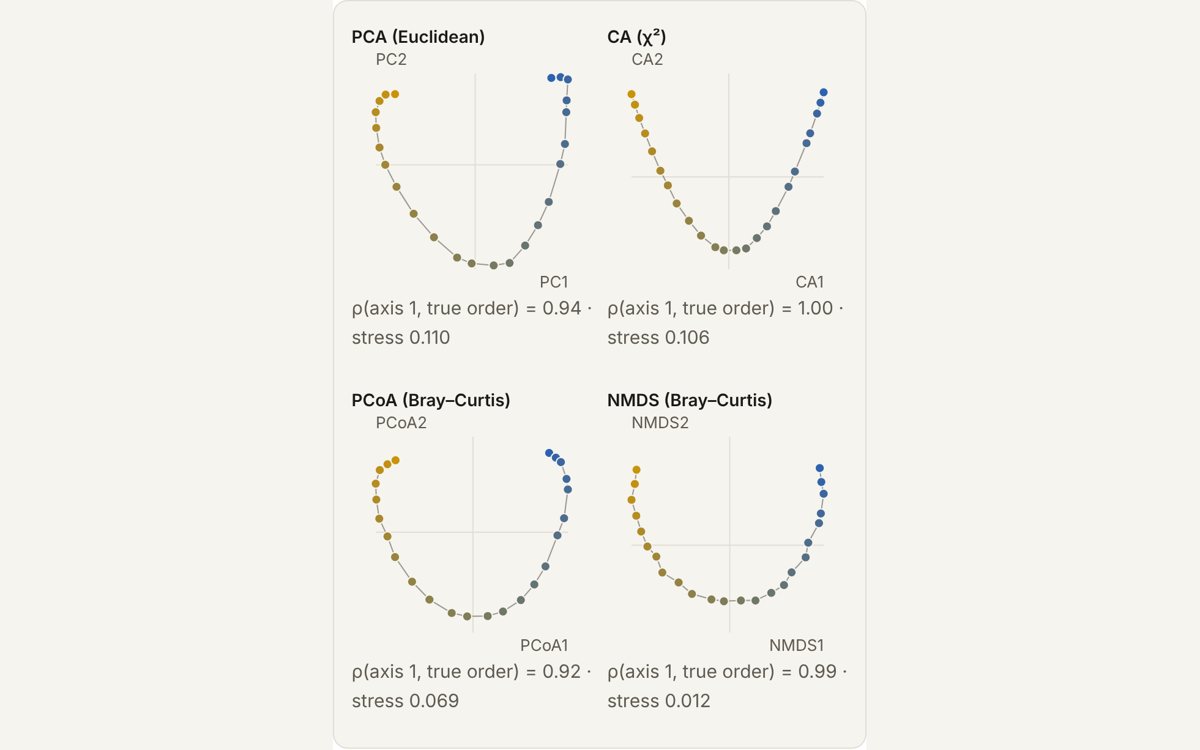 PCA (Euclidean)
PC2
PC1
ρ(axis 1, true order) = 0.94 ·
stress 0.110
CA (χ²)
CA2
CA1
ρ(axis 1, true order) = 1.00 ·
stress 0.106
PCoA (Bray–Curtis)
PCoA2
PCoA1
ρ(axis 1, true order) = 0.92 ·
stress 0.069
NMDS (Bray–Curtis)
NMDS2
NMDS1
ρ(axis 1, true order) = 0.99 ·
stress 0.012